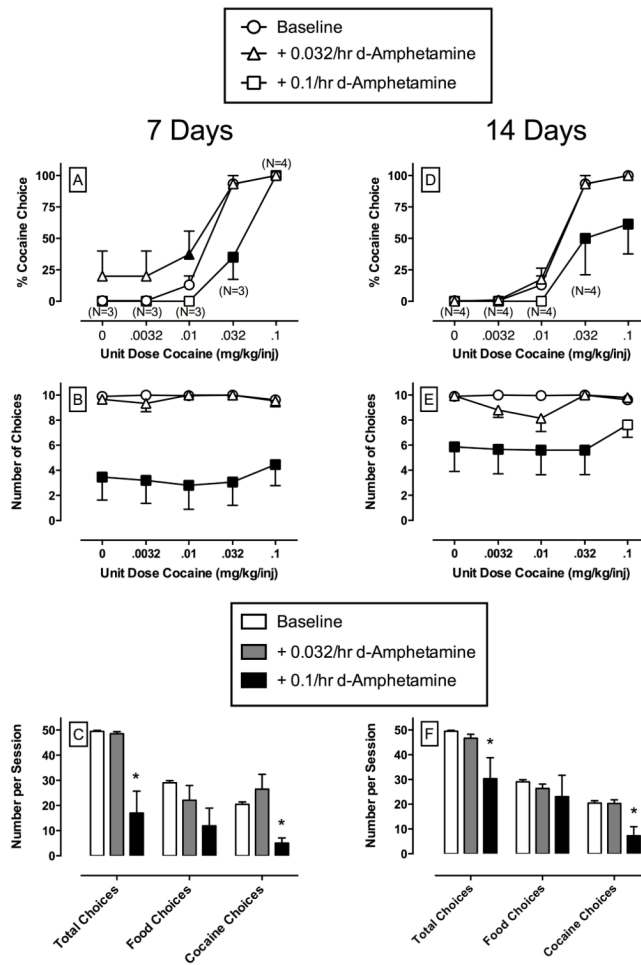 Baseline
+ 0.032/hr d-Amphetamine
+ 0.1/hr d-Amphetamine
7 Days
14 Days
A
% Cocaine Choice
100
75
50
25
0
(N=4)
(N=3)
(N=3) (N=3) (N=3)
0 .0032 .01 .032 .1
Unit Dose Cocaine (mg/kg/inj)
D
% Cocaine Choice
100
75
50
25
0
(N=4)
(N=4) (N=4) (N=4)
0 .0032 .01 .032 .1
Unit Dose Cocaine (mg/kg/inj)
B
Number of Choices
10
8
6
4
2
0
0 .0032 .01 .032 .1
Unit Dose Cocaine (mg/kg/inj)
E
Number of Choices
10
8
6
4
2
0
0 .0032 .01 .032 .1
Unit Dose Cocaine (mg/kg/inj)
Baseline
+ 0.032/hr d-Amphetamine
+ 0.1/hr d-Amphetamine
C
Number per Session
50
40
30
20
10
0
*
*
Total Choices
Food Choices
Cocaine Choices
F
Number per Session
50
40
30
20
10
0
*
*
Total Choices
Food Choices
Cocaine Choices